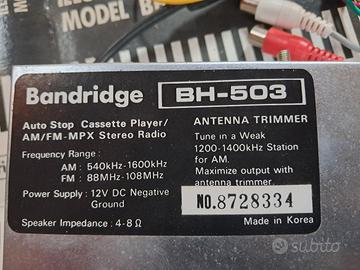 MODEL B
Bandridge
BH-503
Auto Stop Cassette Player/
AM/FM-MPX Stereo Radio
Frequency Range:
AM: 540kHz-1600kHz
FM: 88MHz-108MHz
Power Supply: 12V DC Negative
Ground
Speaker Impedance: 4-8Ω
ANTENNA TRIMMER
Tune in a Weak
1200-1400kHz Station
for AM.
Maximize output with
antenna trimmer.
NO.8728334
Made in Korea
subito